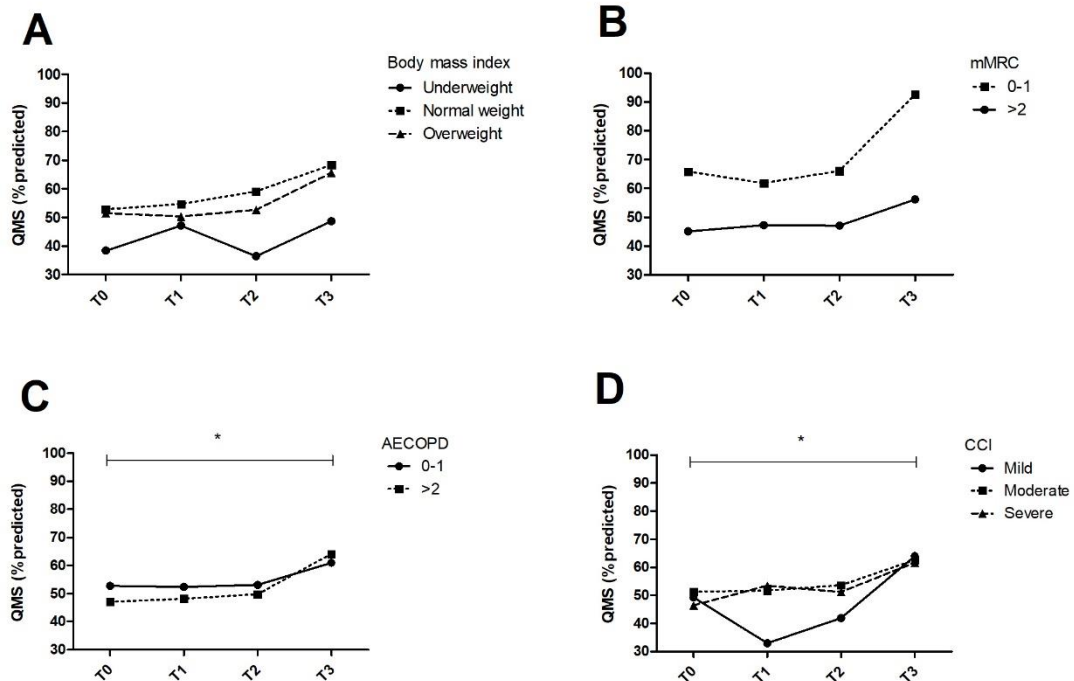 A
Body mass index
Underweight
Normal weight
Overweight
QMS (%predicted)
100
90
80
70
60
50
40
30
T0
T1
T2
T3
B
mMRC
0-1
>2
QMS (%predicted)
100
90
80
70
60
50
40
30
T0
T1
T2
T3
C
*
AECOPD
0-1
>2
QMS (%predicted)
100
90
80
70
60
50
40
30
T0
T1
T2
T3
D
*
CCI
Mild
Moderate
Severe
QMS (%predicted)
100
90
80
70
60
50
40
30
T0
T1
T2
T3